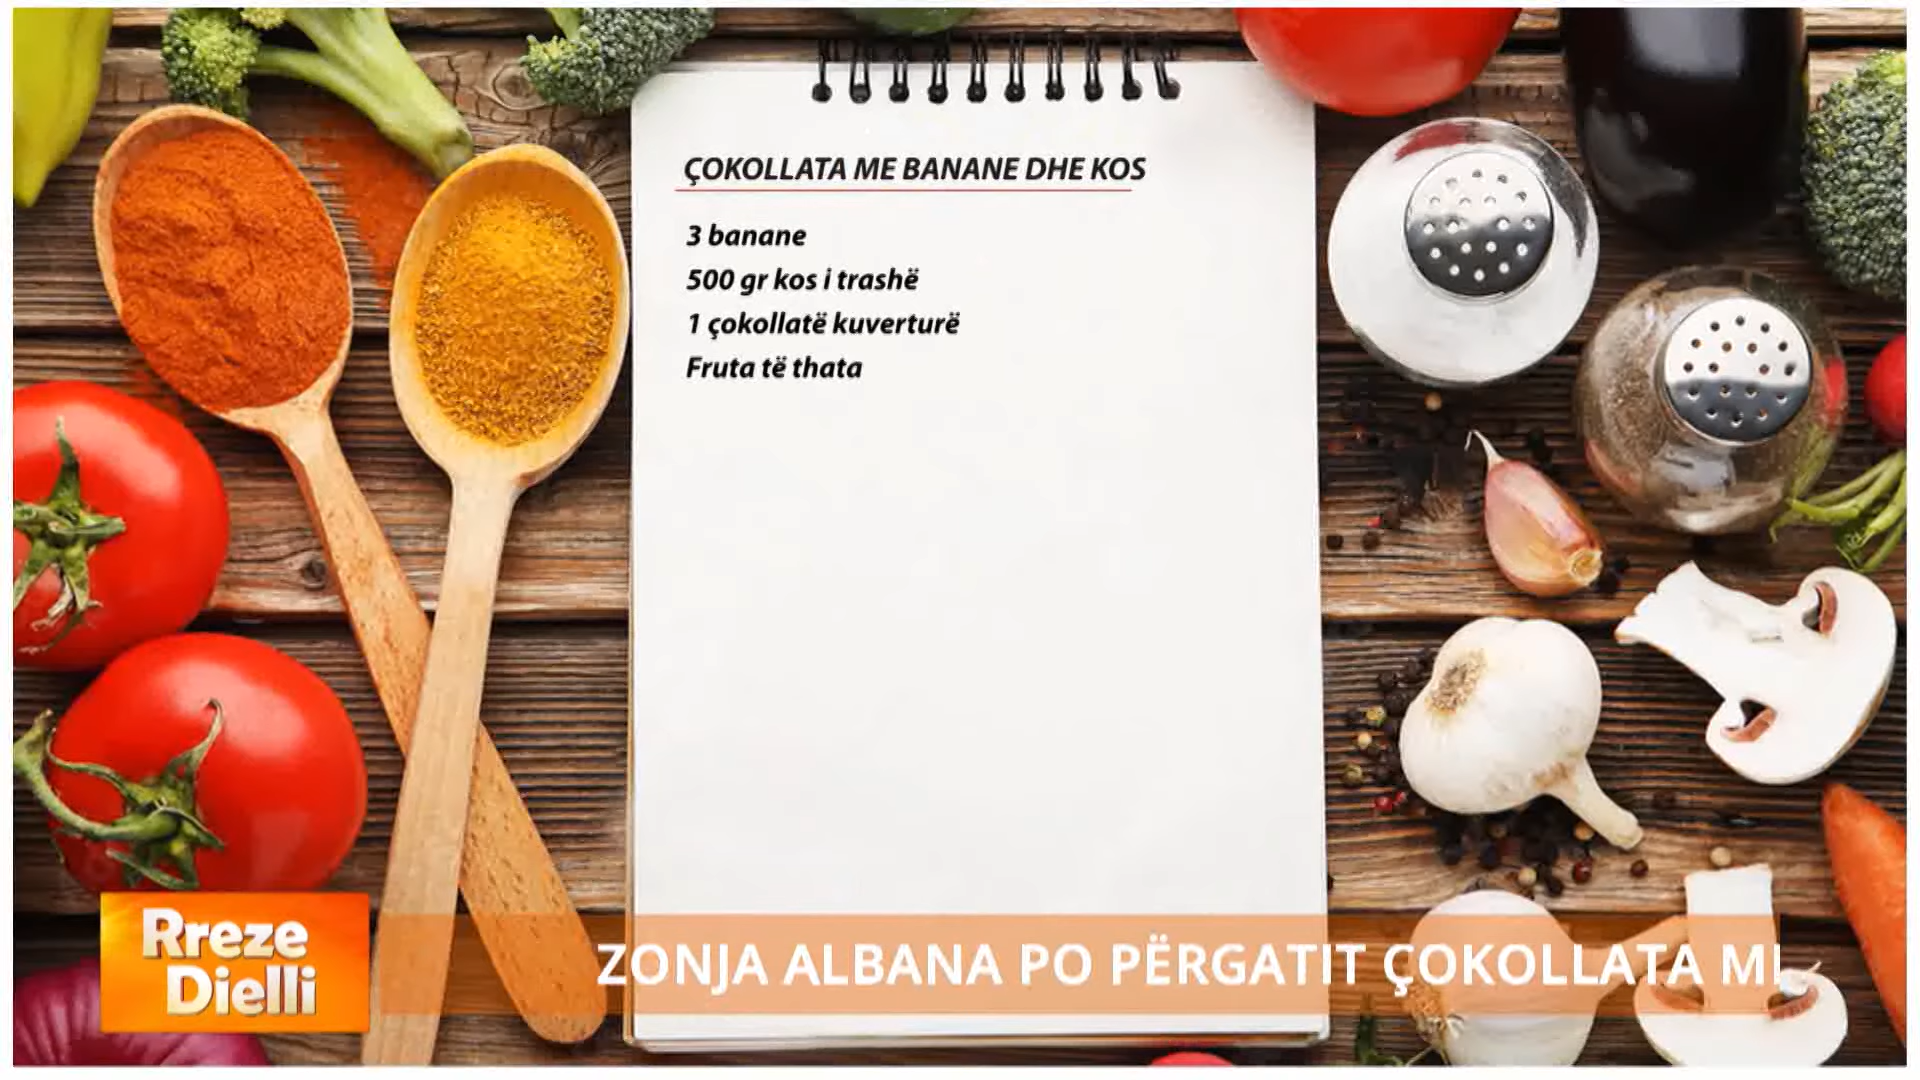 ÇOKOLLATA ME BANANE DHE KOS
3 banane
500 gr kos i trashë
1 çokollatë kuverturë
Fruta të thata
Rreze
Dielli
ZONJA ALBANA PO PËRGATIT ÇOKOLLATA